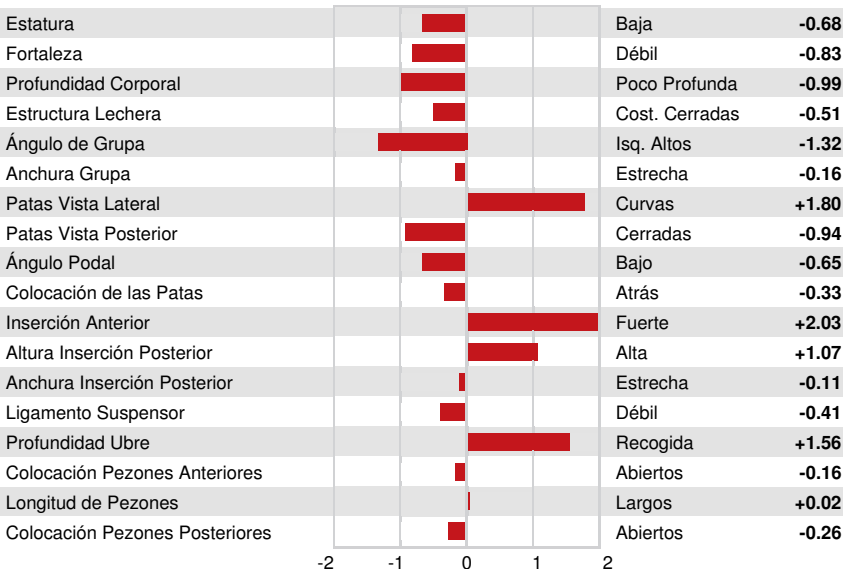 Estatura Baja -0.68
Fortaleza Débil -0.83
Profundidad Corporal Poco Profunda -0.99
Estructura Lechera Cost. Cerradas -0.51
Ángulo de Grupa Isq. Altos -1.32
Anchura Grupa Estrecha -0.16
Patas Vista Lateral Curvas +1.80
Patas Vista Posterior Cerradas -0.94
Ángulo Podal Bajo -0.65
Colocación de las Patas Atrás -0.33
Inserción Anterior Fuerte +2.03
Altura Inserción Posterior Alta +1.07
Anchura Inserción Posterior Estrecha -0.11
Ligamento Suspensor Débil -0.41
Profundidad Ubre Recogida +1.56
Colocación Pezones Anteriores Abiertos -0.16
Longitud de Pezones Largos +0.02
Colocación Pezones Posteriores Abiertos -0.26
-2 -1 0 1 2